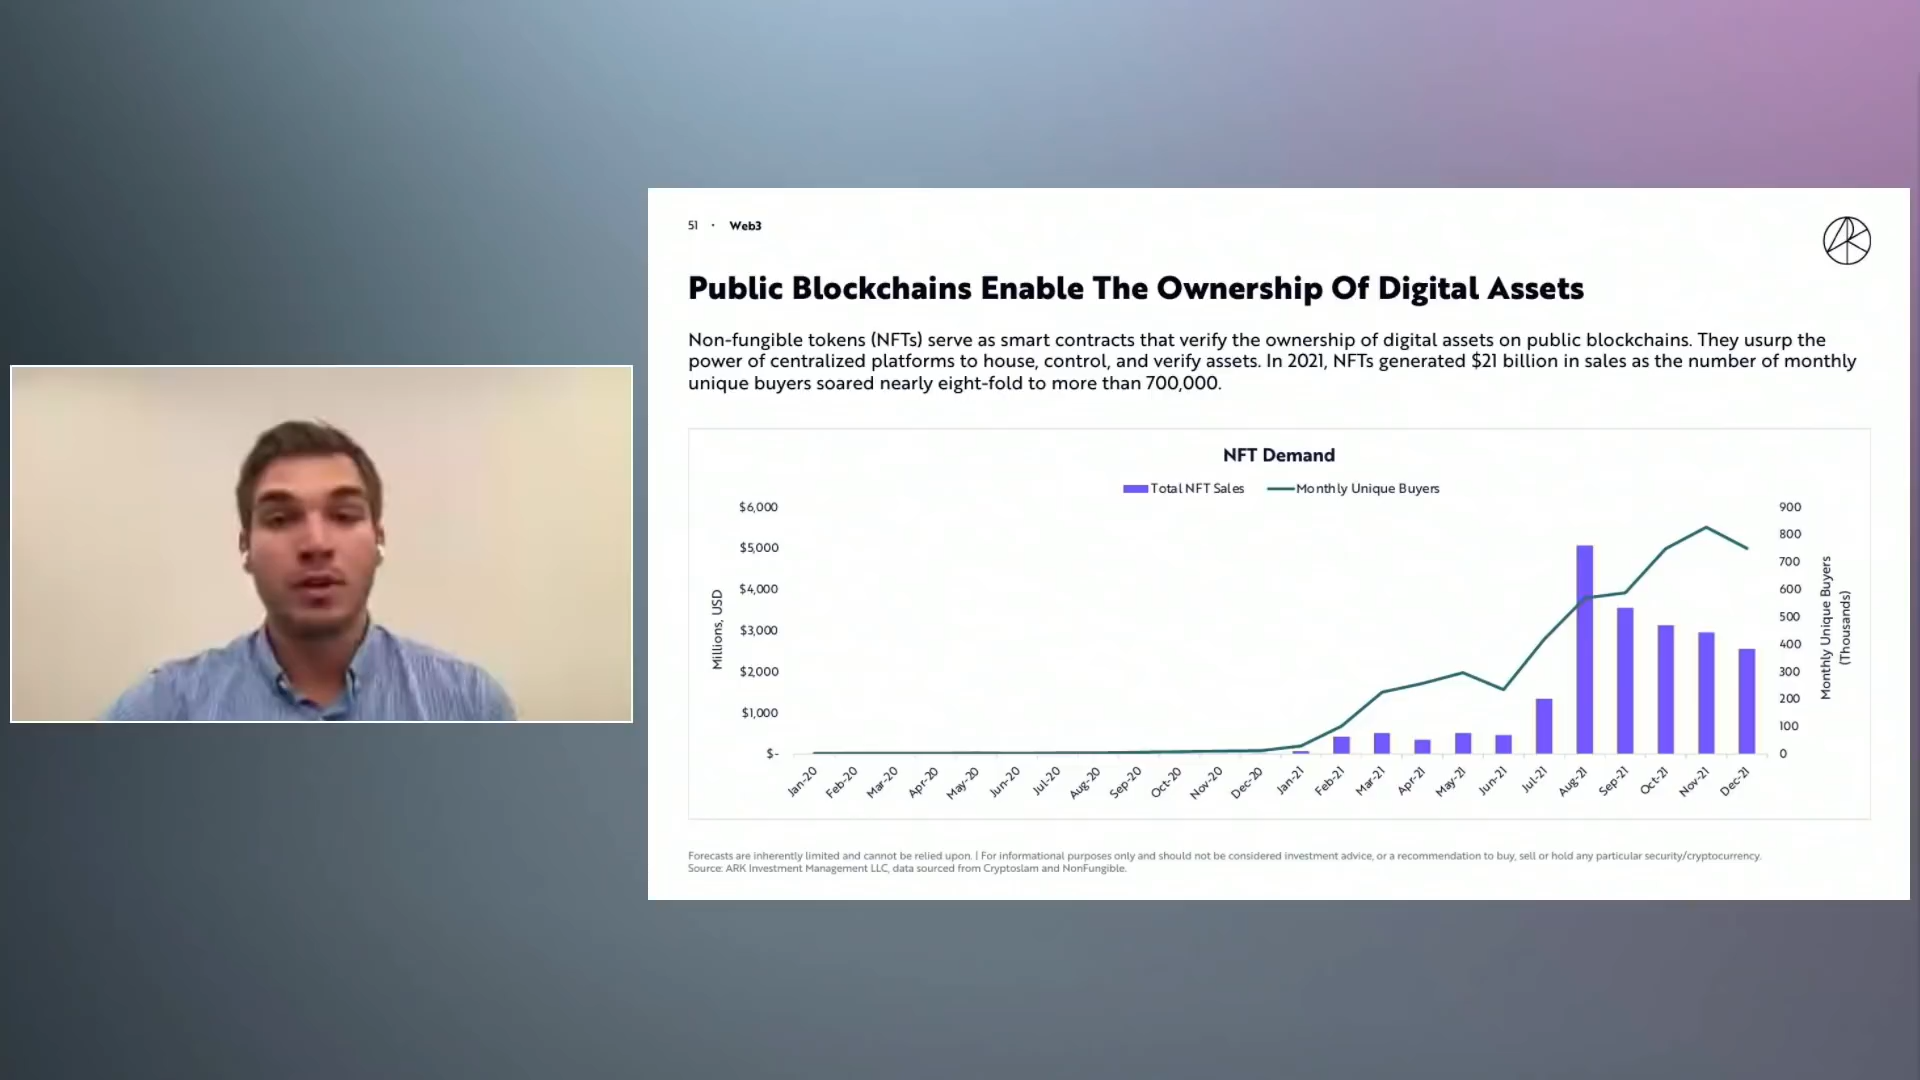 51 · Web3
Public Blockchains Enable The Ownership Of Digital Assets
Non-fungible tokens (NFTs) serve as smart contracts that verify the ownership of digital assets on public blockchains. They usurp the
power of centralized platforms to house, control, and verify assets. In 2021, NFTs generated $21 billion in sales as the number of monthly
unique buyers soared nearly eight-fold to more than 700,000.
NFT Demand
Total NFT Sales Monthly Unique Buyers
Millions, USD
$6,000
$5,000
$4,000
$3,000
$2,000
$1,000
$-
900
800
700
600
500
400
300
200
100
0
Monthly Unique Buyers
(Thousands)
Jan-20 Feb-20 Mar-20 Apr-20 May-20 Jun-20 Jul-20 Aug-20 Sep-20 Oct-20 Nov-20 Dec-20 Jan-21 Feb-21 Mar-21 Apr-21 May-21 Jun-21 Jul-21 Aug-21 Sep-21 Oct-21 Nov-21 Dec-21
Forecasts are inherently limited and cannot be relied upon. | For informational purposes only and should not be considered investment advice, or a recommendation to buy, sell or hold any particular security/cryptocurrency.
Source: ARK Investment Management LLC, data sourced from Cryptoslam and NonFungible.